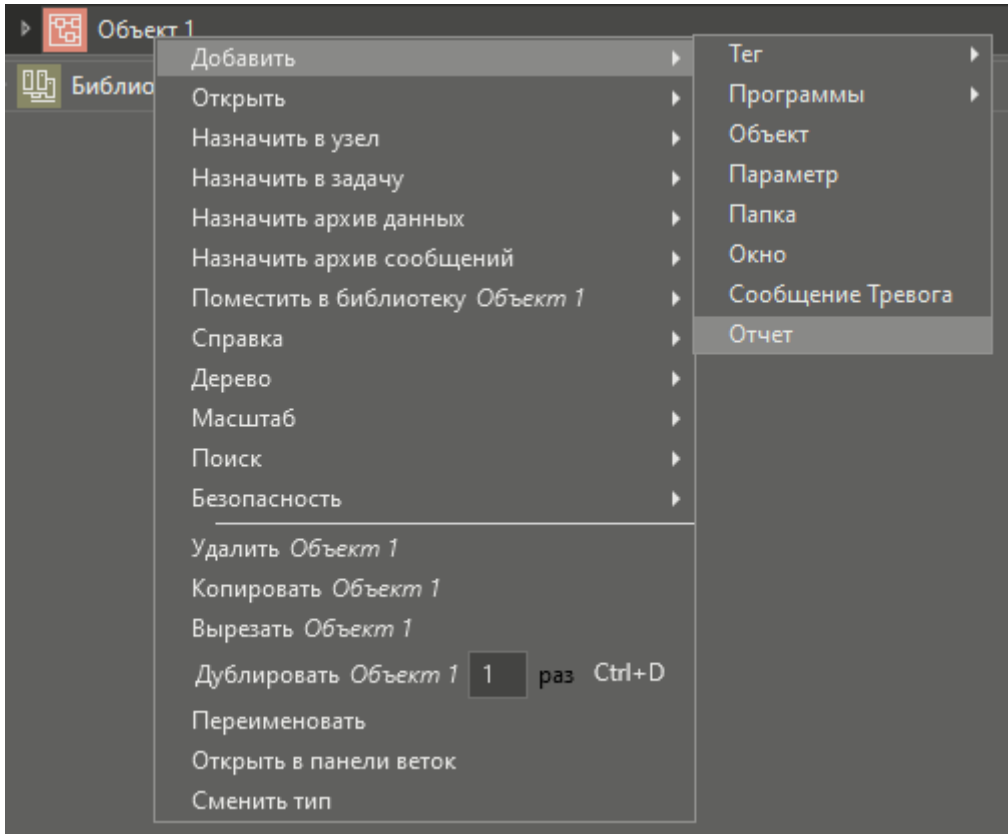 Объект 1
Библио
Добавить
Открыть
Назначить в узел
Назначить в задачу
Назначить архив данных
Назначить архив сообщений
Поместить в библиотеку Объект 1
Справка
Дерево
Масштаб
Поиск
Безопасность
Удалить Объект 1
Копировать Объект 1
Вырезать Объект 1
Дублировать Объект 1 1 раз Ctrl+D
Переименовать
Открыть в панели веток
Сменить тип
Тег
Программы
Объект
Параметр
Папка
Окно
Сообщение Тревога
Отчет